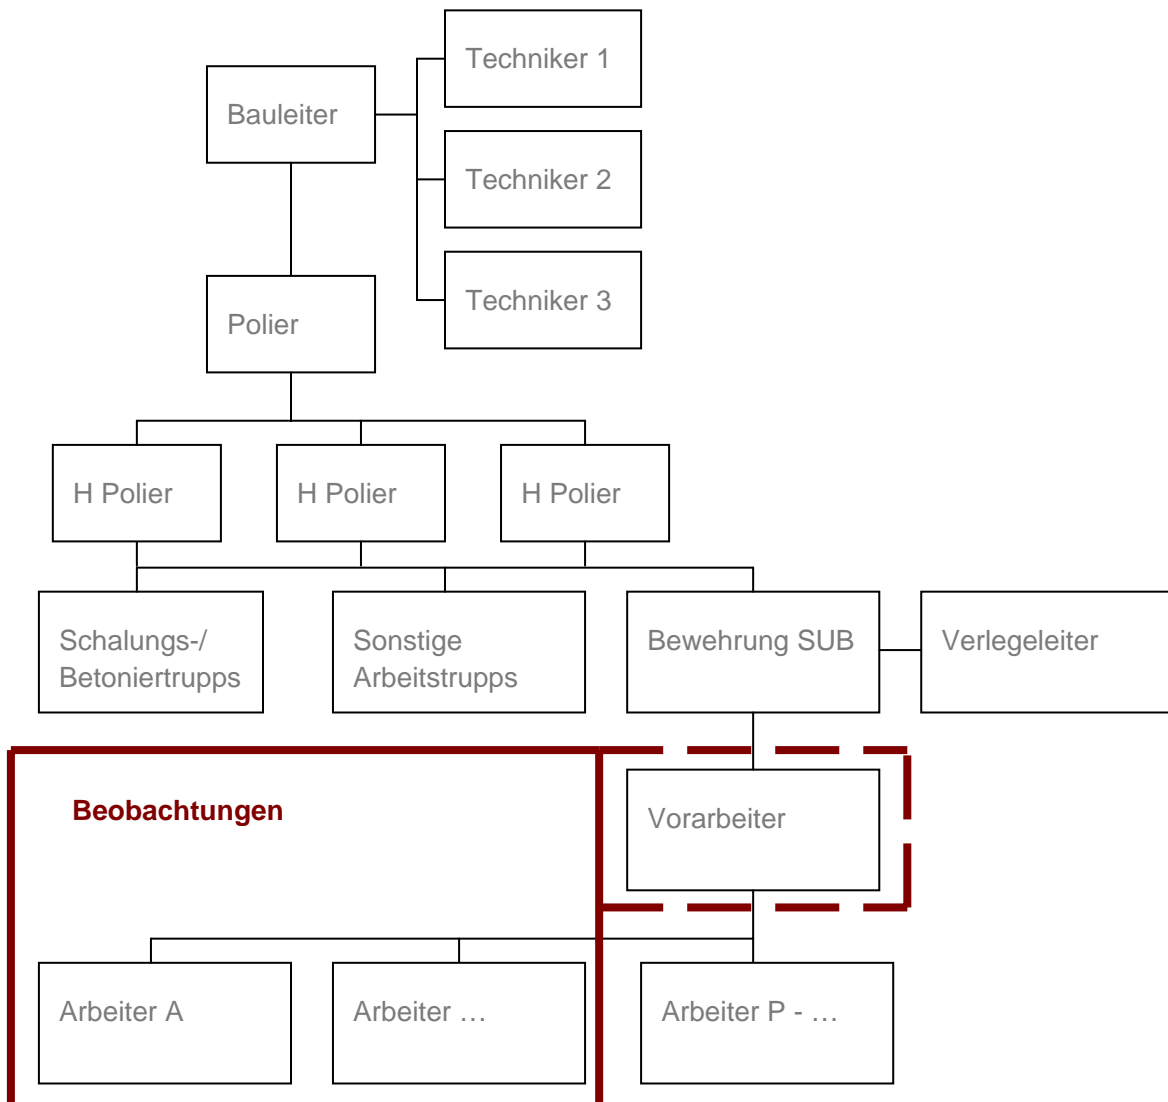 Techniker 1
Bauleiter
Techniker 2
Techniker 3
Polier
H Polier
H Polier
H Polier
Schalungs-/
Betoniertrupps
Sonstige
Arbeitstrupps
Bewehrung SUB
Verlegeleiter
Beobachtungen
Vorarbeiter
Arbeiter A
Arbeiter …
Arbeiter P - …